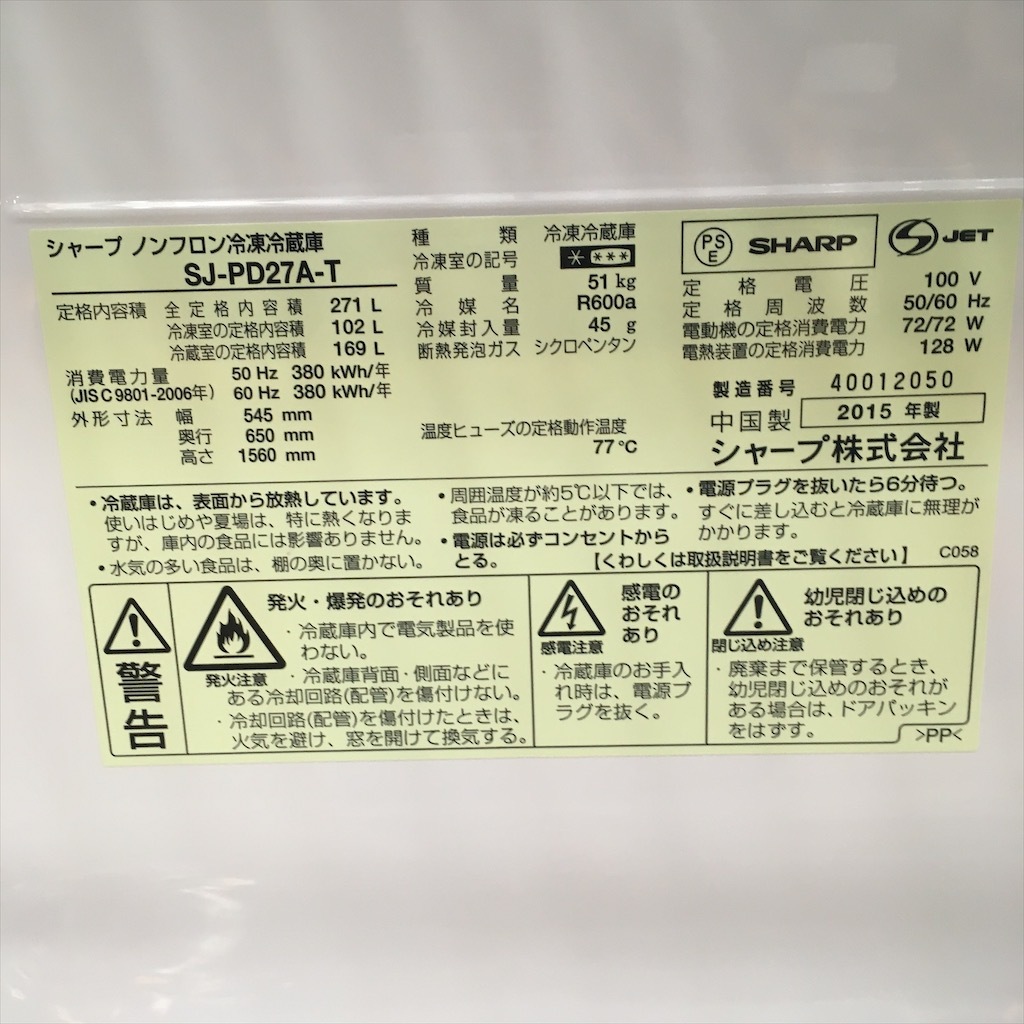 シャープ ノンフロン冷凍冷蔵庫
SJ-PD27A-T
定格内容積 全定格内容積 271 L
冷凍室の定格内容積 102 L
冷蔵室の定格内容積 169 L
消費電力量 50 Hz 380 kWh/年
(JIS C 9801-2006年) 60 Hz 380 kWh/年
外形寸法 幅 545 mm
奥行 650 mm
高さ 1560 mm
種類 冷凍冷蔵庫
冷凍室の記号 * ***
質量 51 kg
冷媒名 R600a
冷媒封入量 45 g
断熱発泡ガス シクロペンタン
温度ヒューズの定格動作温度
77℃
PS
E
SHARP
JET
定格電圧 100 V
定格周波数 50/60 Hz
電動機の定格消費電力 72/72 W
電熱装置の定格消費電力 128 W
製造番号 40012050
中国製 2015 年製
シャープ株式会社
・冷蔵庫は、表面から放熱しています。
使いはじめや夏場は、特に熱くなりま
すが、庫内の食品には影響ありません。
・水気の多い食品は、棚の奥に置かない。
・周囲温度が約5℃以下では、
食品が凍ることがあります。
・電源は必ずコンセントから
とる。
・電源プラグを抜いたら6分待つ。
すぐに差し込むと冷蔵庫に無理が
かかります。
【くわしくは取扱説明書をご覧ください】 C058
警告
発火・爆発のおそれあり
発火注意
・冷蔵庫内で電気製品を使
わない。
・冷蔵庫背面・側面などに
ある冷却回路(配管)を傷付けない。
・冷却回路(配管)を傷付けたときは、
火気を避け、窓を開けて換気する。
感電の
おそれ
あり
感電注意
・冷蔵庫のお手入
れ時は、電源プ
ラグを抜く。
幼児閉じ込めの
おそれあり
閉じ込め注意
・廃棄まで保管するとき、
幼児閉じ込めのおそれが
ある場合は、ドアパッキン
をはずす。
>PP<